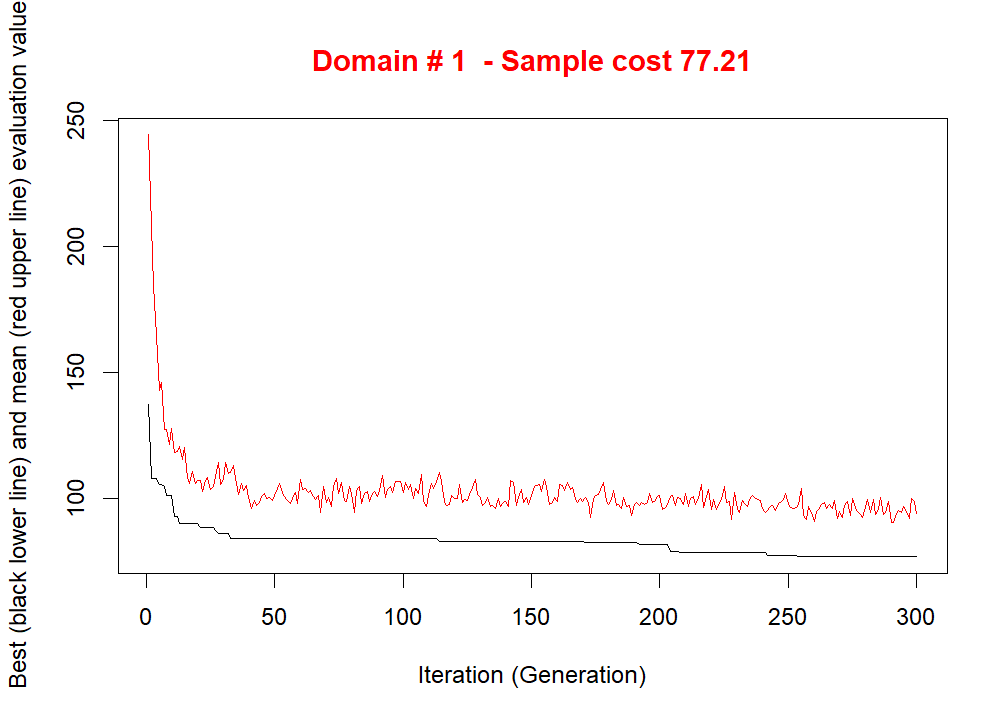 Domain # 1  - Sample cost 77.21
Best (black lower line) and mean (red upper line) evaluation value
250
200
150
100
0 50 100 150 200 250 300
Iteration (Generation)